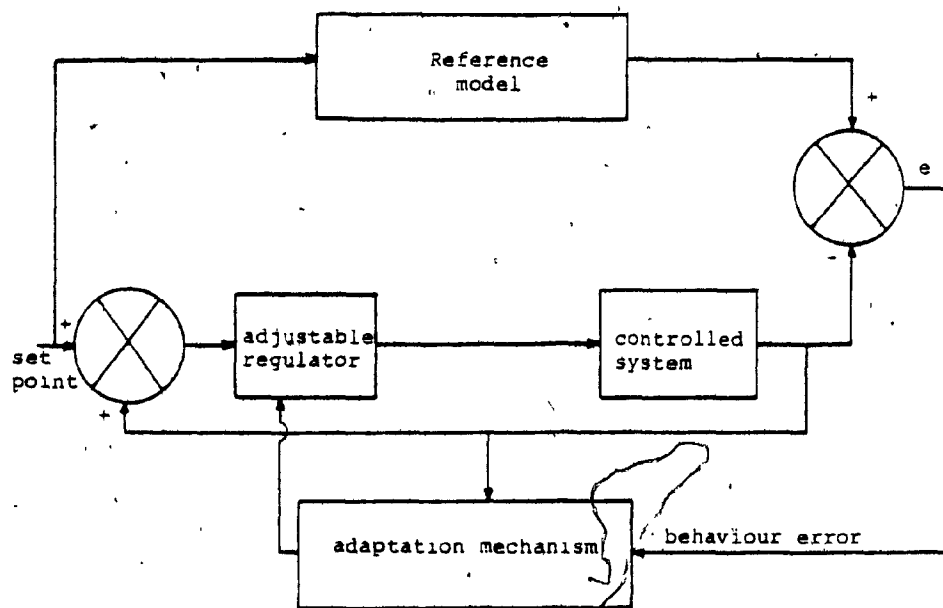 Reference
model
+
e
-
+
set
point
adjustable
regulator
controlled
system
+
behaviour error
adaptation mechanism